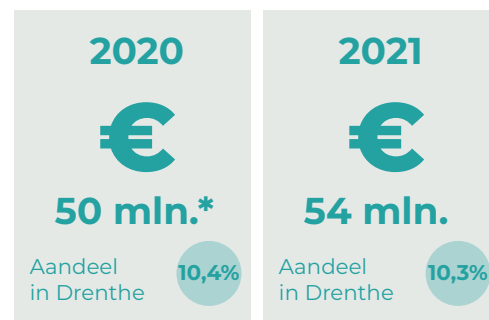 2020
€
50 mln.*
Aandeel
in Drenthe
10,4%
2021
€
54 mln.
Aandeel
in Drenthe
10,3%